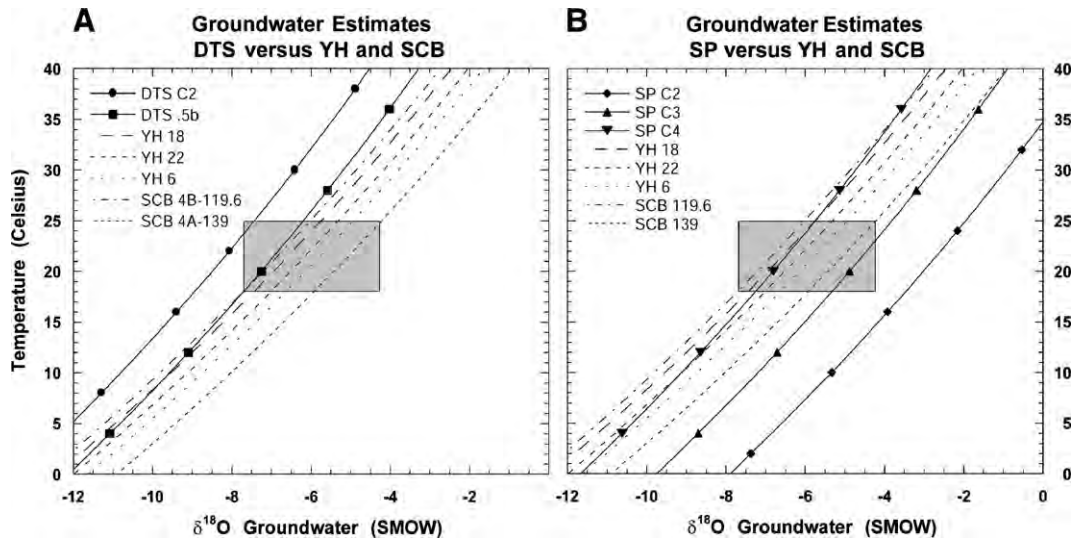 A
Groundwater Estimates
DTS versus YH and SCB
40
35
30
25
20
15
10
5
0
Temperature (Celsius)
DTS C2
DTS .5b
YH 18
YH 22
YH 6
SCB 4B-119.6
SCB 4A-139
-12
-10
-8
-6
-4
-2
δ18O Groundwater (SMOW)
B
Groundwater Estimates
SP versus YH and SCB
SP C2
SP C3
SP C4
YH 18
YH 22
YH 6
SCB 119.6
SCB 139
40
35
30
25
20
15
10
5
0
-12
-10
-8
-6
-4
-2
0
δ18O Groundwater (SMOW)